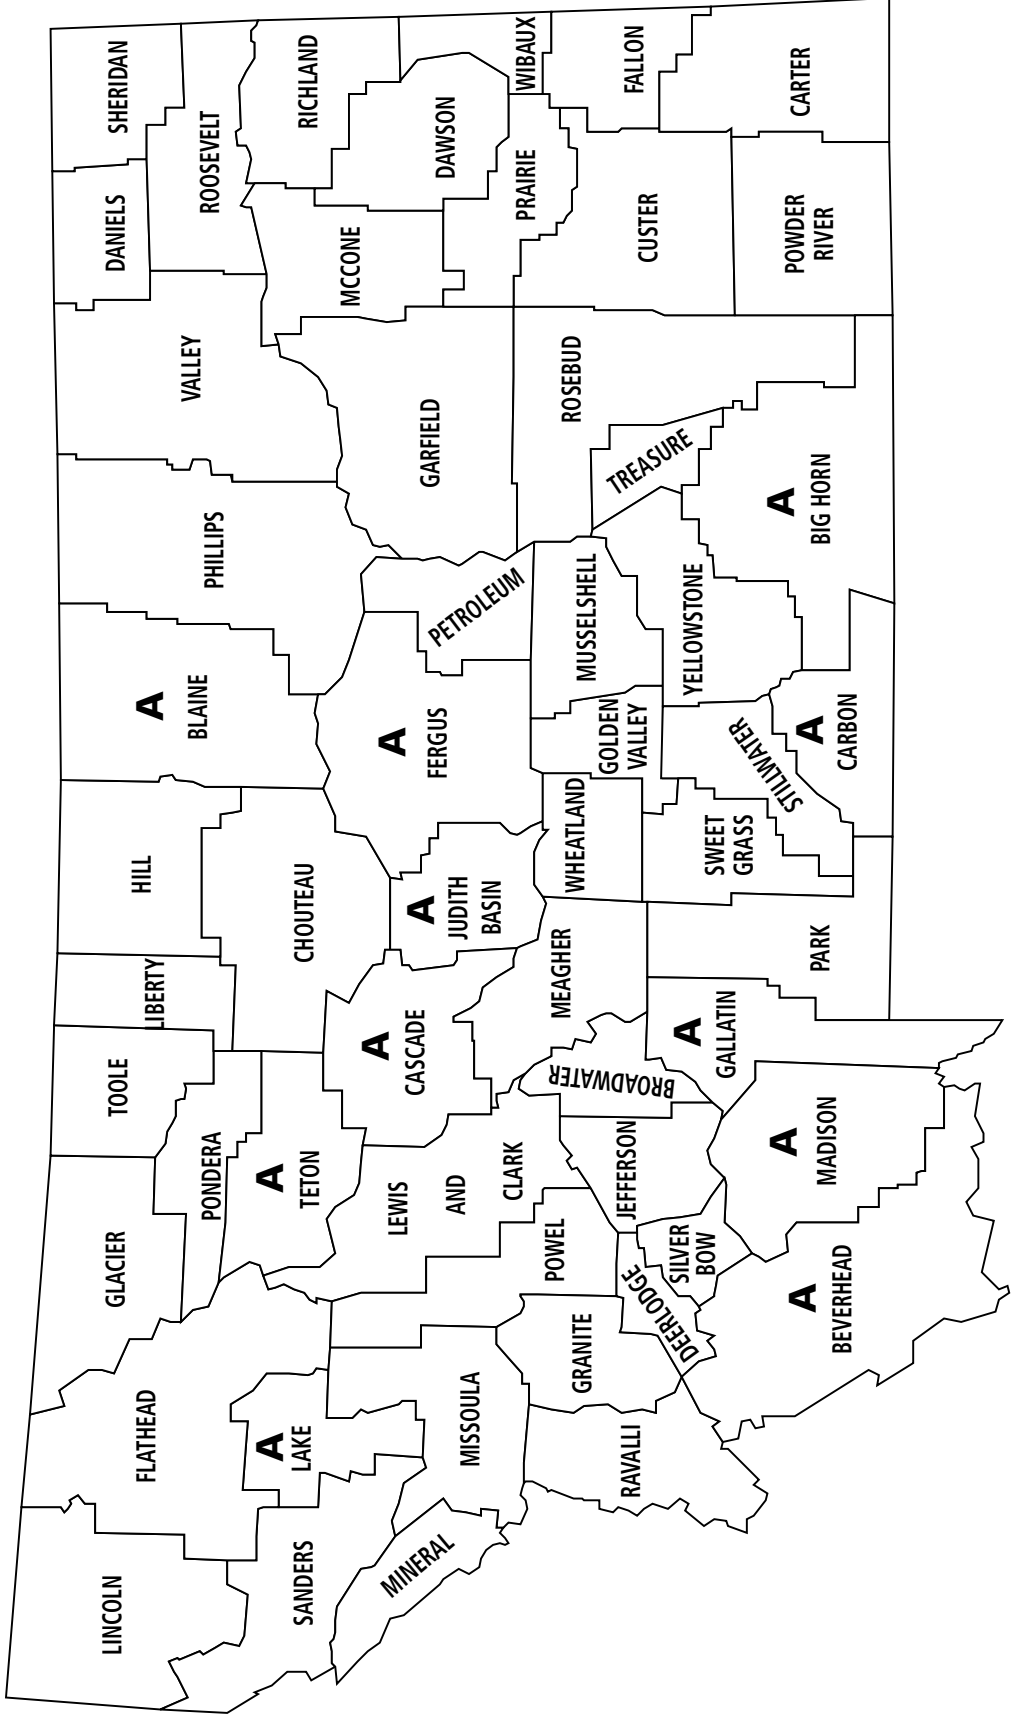 LINCOLN
FLATHEAD
GLACIER
TOOLE
LIBERTY
HILL
A
BLAINE
PHILLIPS
VALLEY
DANIELS
SHERIDAN
ROOSEVELT
SANDERS
A
LAKE
PONDERA
A
TETON
CHOUTEAU
RICHLAND
MCCONE
MINERAL
MISSOULA
LEWIS
AND
CLARK
A
CASCADE
A
JUDITH
BASIN
A
FERGUS
PETROLEUM
GARFIELD
DAWSON
PRAIRIE
WIBAUX
RAVALLI
GRANITE
POWEL
DEERLODGE
SILVER
BOW
JEFFERSON
BROADWATER
MEAGHER
WHEATLAND
GOLDEN
VALLEY
MUSSELSHELL
ROSEBUD
TREASURE
CUSTER
FALLON
A
BEVERHEAD
A
MADISON
A
GALLATIN
PARK
SWEET
GRASS
STILLWATER
A
CARBON
YELLOWSTONE
A
BIG HORN
POWDER
RIVER
CARTER